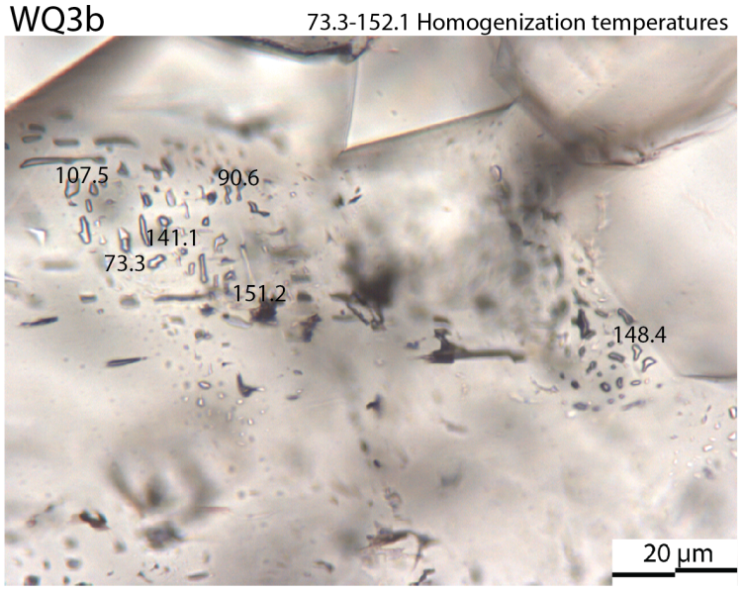 WQ3b
73.3-152.1 Homogenization temperatures
107.5
90.6
141.1
73.3
151.2
148.4
20 µm